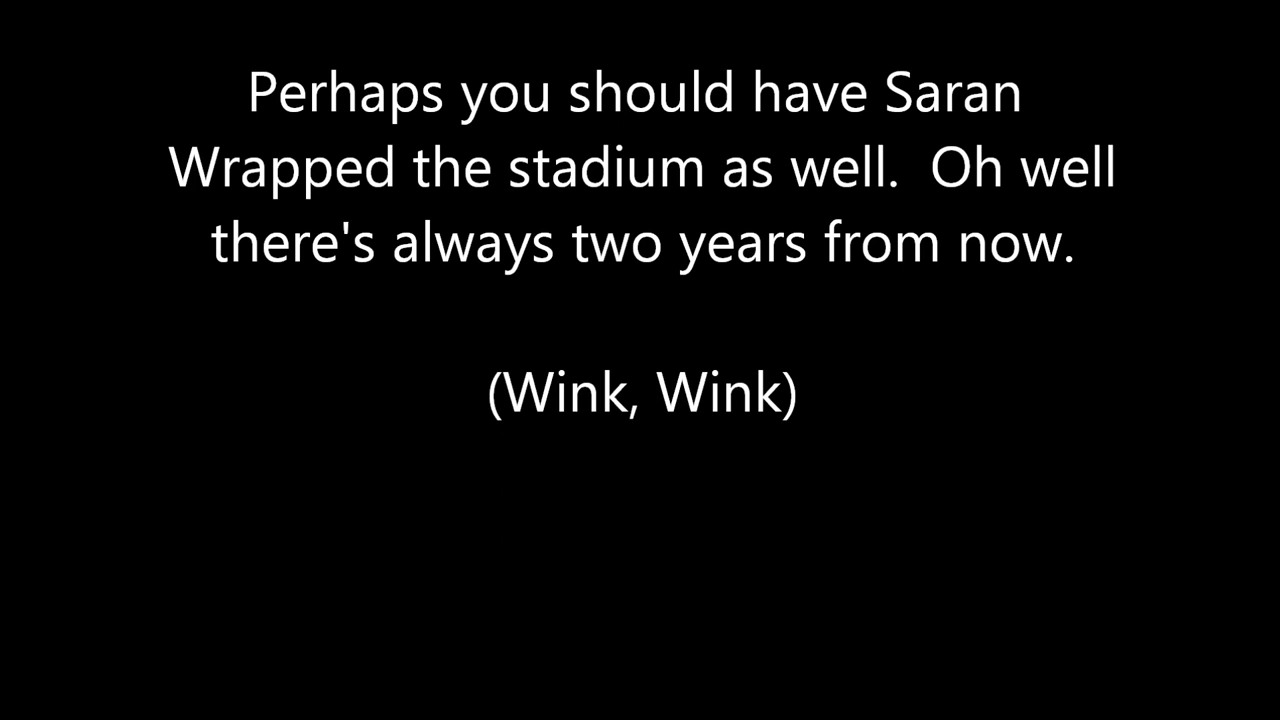 Perhaps you should have Saran
Wrapped the stadium as well.  Oh well
there's always two years from now.
(Wink, Wink)